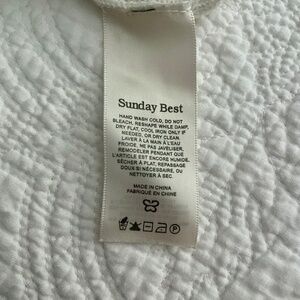 Sunday Best
HAND WASH COLD, DO NOT
BLEACH, RESHAPE WHILE DAMP,
DRY FLAT, COOL IRON ONLY IF
NEEDED, OR DRY CLEAN.
LAVER À LA MAIN À L'EAU
FROIDE, NE PAS JAVELISER,
REMODELER PENDANT QUE
L'ARTICLE EST ENCORE HUMIDE,
SÉCHER À PLAT, REPASSAGE
DOUX SI NÉCESSAIRE, OU
NETTOYER À SEC.
MADE IN CHINA
FABRIQUÉ EN CHINE
P